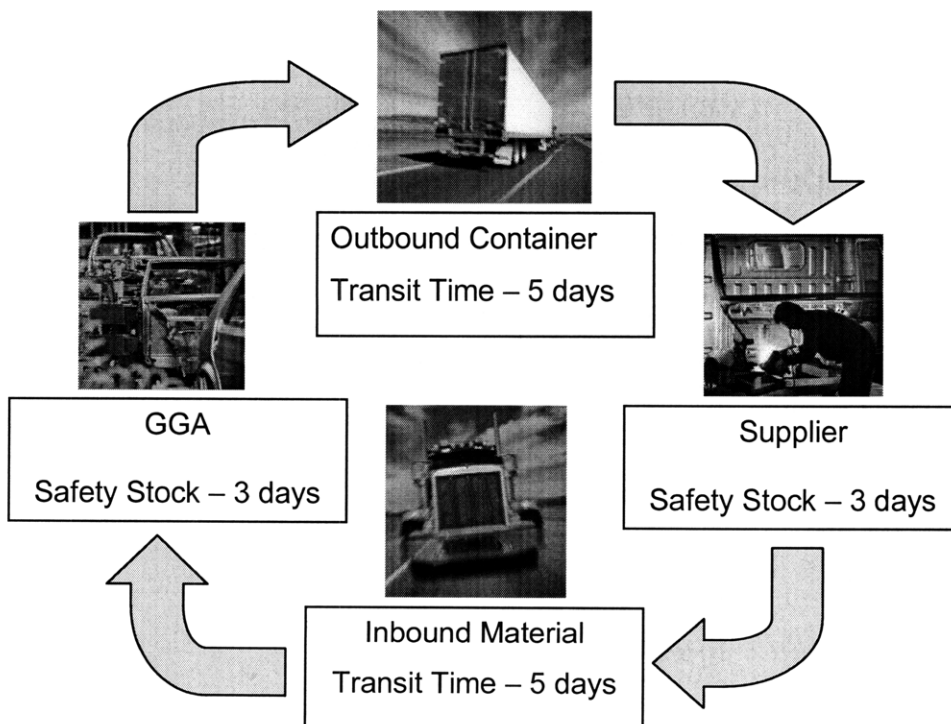 Outbound Container
Transit Time – 5 days
GGA
Safety Stock – 3 days
Supplier
Safety Stock – 3 days
Inbound Material
Transit Time – 5 days